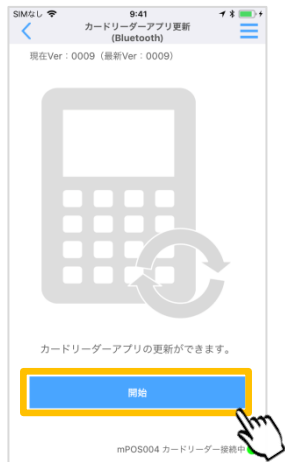 SIMなし 9:41
カードリーダーアプリ更新
(Bluetooth)
現在Ver：0009（最新Ver：0009）
カードリーダーアプリの更新ができます。
開始
mPOS004 カードリーダー接続中